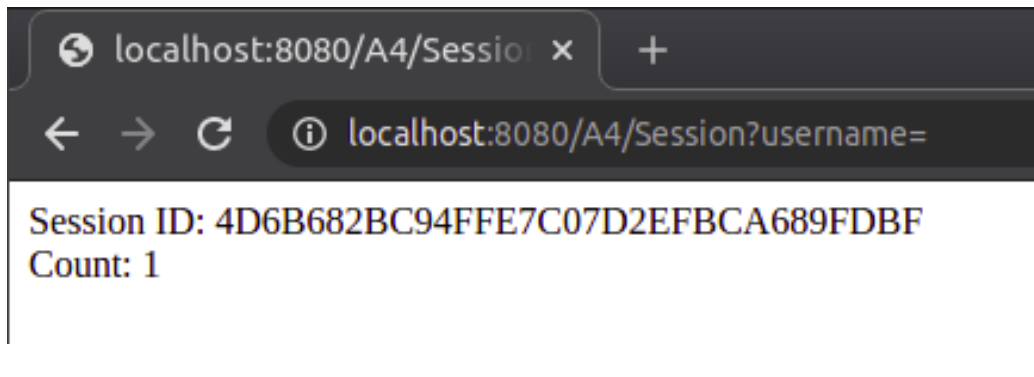 localhost:8080/A4/Sessio
localhost:8080/A4/Session?username=
Session ID: 4D6B682BC94FFE7C07D2EFBCA689FDBF
Count: 1